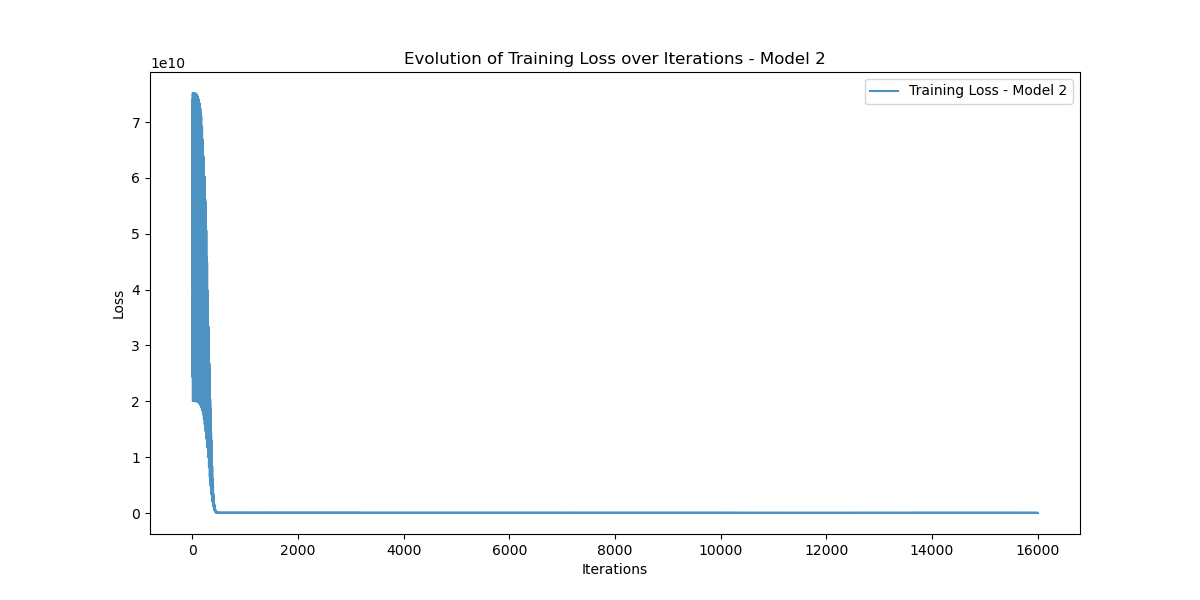 Evolution of Training Loss over Iterations - Model 2
1e10
Training Loss - Model 2
7
6
5
4
3
2
1
0
Loss
0 2000 4000 6000 8000 10000 12000 14000 16000
Iterations